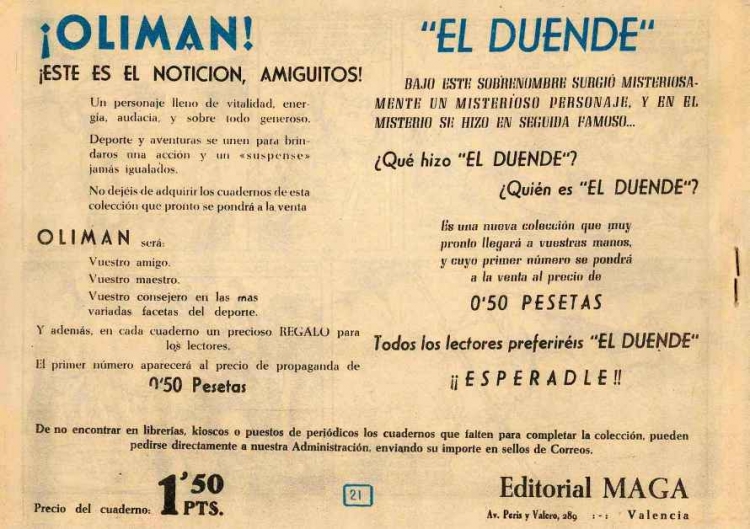 ¡OLIMAN!
¡ESTE ES EL NOTICION, AMIGUITOS!
Un personaje lleno de vitalidad, ener-
gía, audacia, y sobre todo generoso.
Deporte y aventuras se unen para brin-
daros una acción y un «suspense»
jamás igualados.
No dejéis de adquirir los cuadernos de esta
colección que pronto se pondrá a la venta
OLIMAN será:
Vuestro amigo.
Vuestro maestro.
Vuestro consejero en las mas
variadas facetas del deporte.
Y además, en cada cuaderno un precioso REGALO para
los lectores.
El primer número aparecerá al precio de propaganda de
0'50 Pesetas
"EL DUENDE"
BAJO ESTE SOBRENOMBRE SURGIÓ MISTERIOSA-
MENTE UN MISTERIOSO PERSONAJE, Y EN EL
MISTERIO SE HIZO EN SEGUIDA FAMOSO...
¿Qué hizo "EL DUENDE"?
¿Quién es "EL DUENDE"?
Es una nueva colección que muy
pronto llegará a vuestras manos,
y cuyo primer número se pondrá
a la venta al precio de
0'50 PESETAS
Todos los lectores preferiréis "EL DUENDE"
¡¡ESPERADLE!!
De no encontrar en librerías, kioscos o puestos de periódicos los cuadernos que falten para completar la colección, pueden
pedirse directamente a nuestra Administración, enviando su importe en sellos de Correos.
Precio del cuaderno: 1'50 PTS.
21
Editorial MAGA
Av. Peris y Valero, 289 :-: Valencia